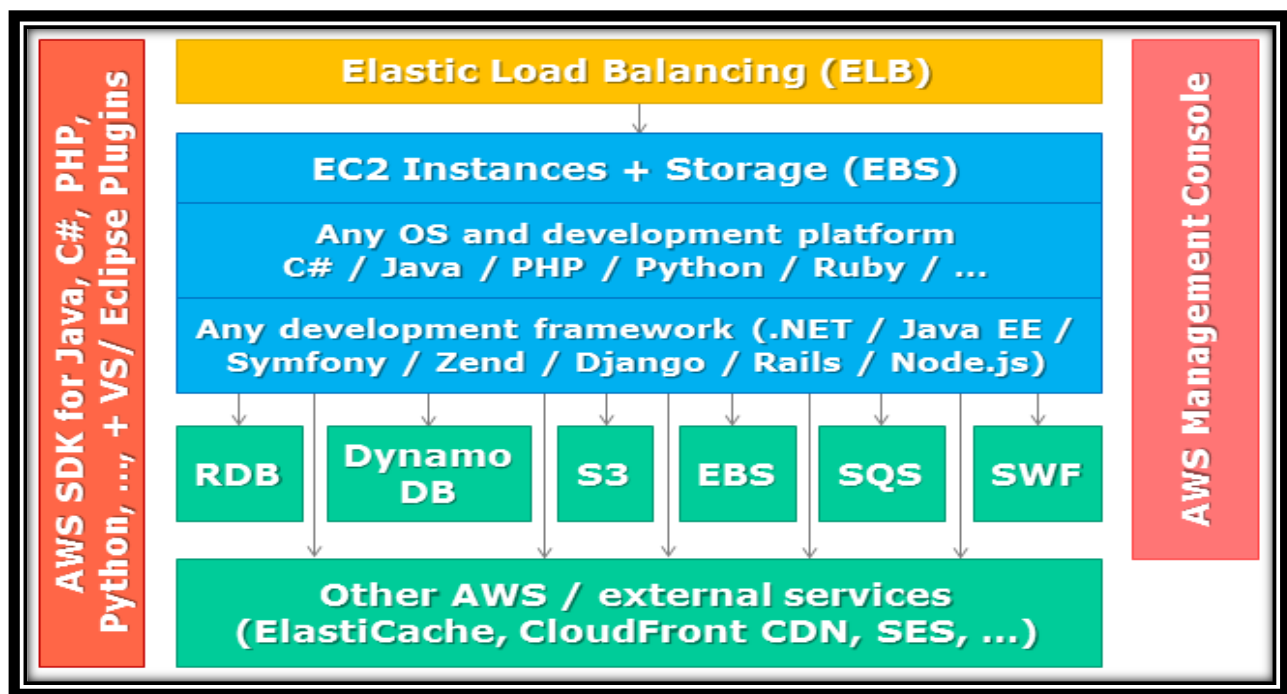 AWS SDK for Java, C#, PHP,
Python, ..., + VS/ Eclipse Plugins
Elastic Load Balancing (ELB)
EC2 Instances + Storage (EBS)
Any OS and development platform
C# / Java / PHP / Python / Ruby / ...
Any development framework (.NET / Java EE /
Symfony / Zend / Django / Rails / Node.js)
RDB
Dynamo
DB
S3
EBS
SQS
SWF
Other AWS / external services
(ElastiCache, CloudFront CDN, SES, ...)
AWS Management Console